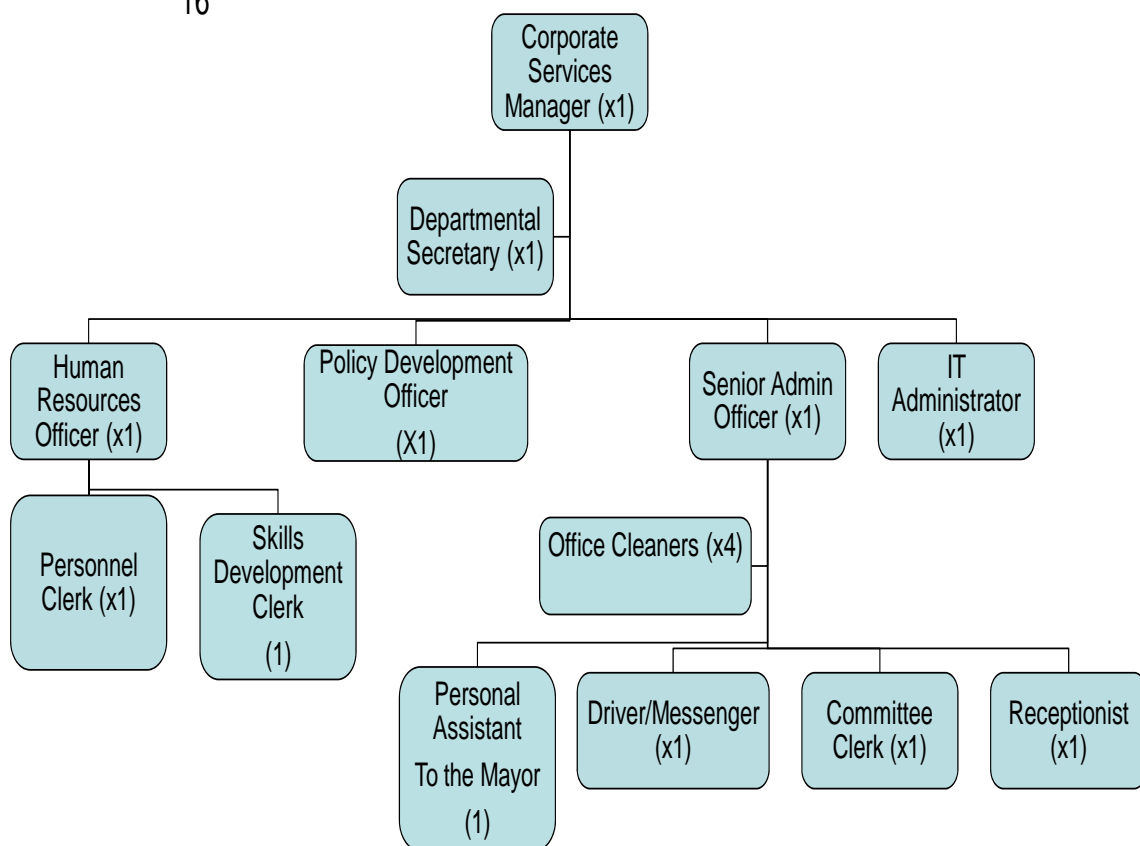 16
Corporate
Services
Manager (x1)
Departmental
Secretary (x1)
Human
Resources
Officer (x1)
Policy Development
Officer
(X1)
Senior Admin
Officer (x1)
IT
Administrator
(x1)
Personnel
Clerk (x1)
Skills
Development
Clerk
(1)
Office Cleaners (x4)
Personal
Assistant
To the Mayor
(1)
Driver/Messenger
(x1)
Committee
Clerk (x1)
Receptionist
(x1)